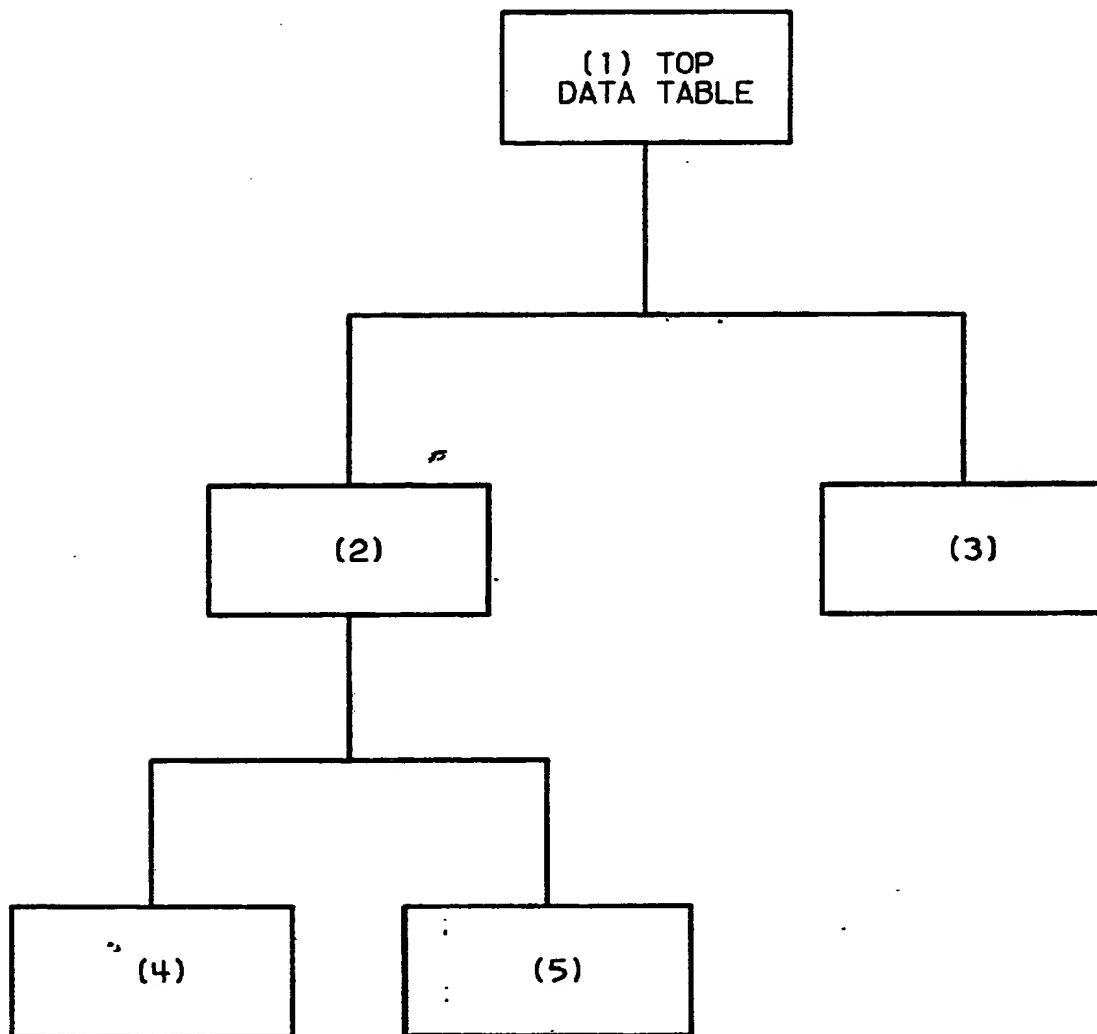 (1) TOP
DATA TABLE
(2)
(3)
(4)
(5)